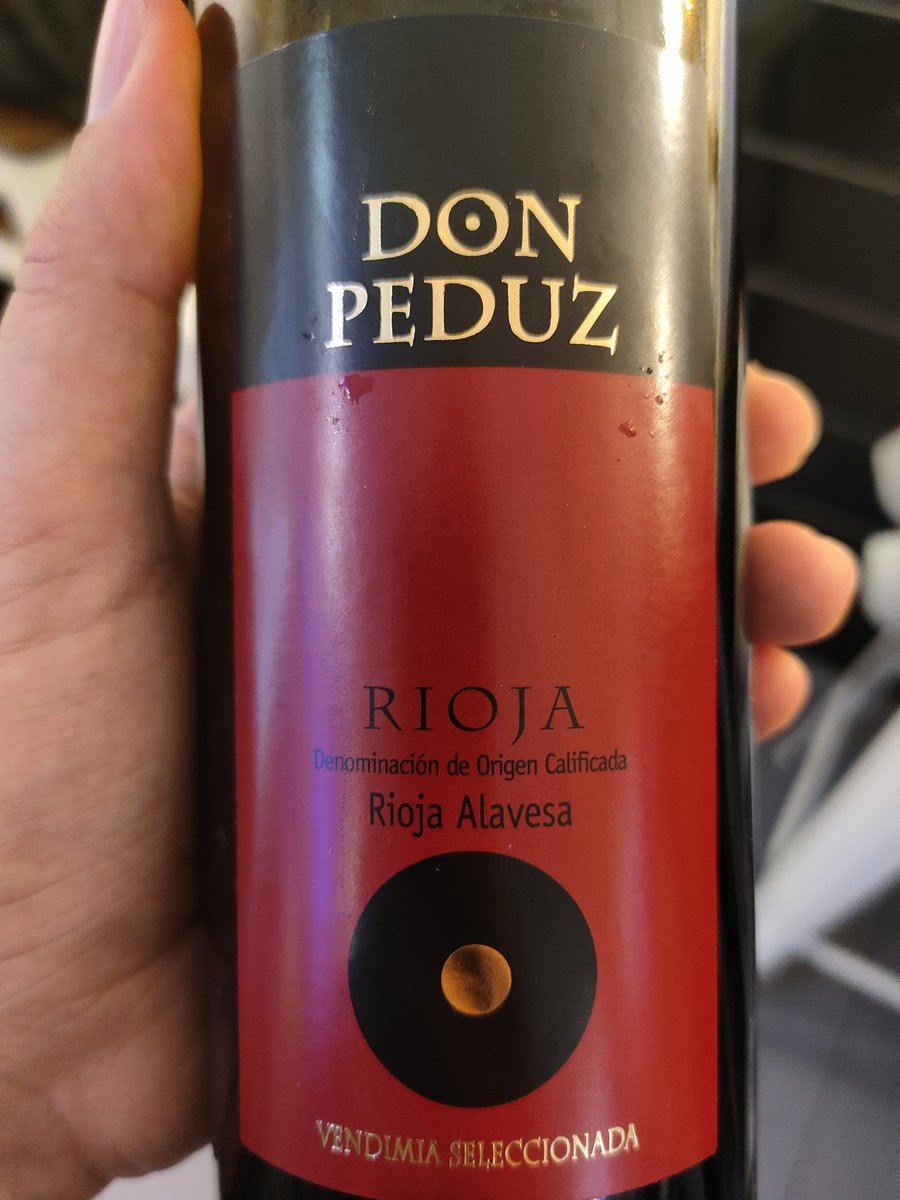 DON
PEDUZ
RIOJA
Denominación de Origen Calificada
Rioja Alavesa
VENDIMIA SELECCIONADA